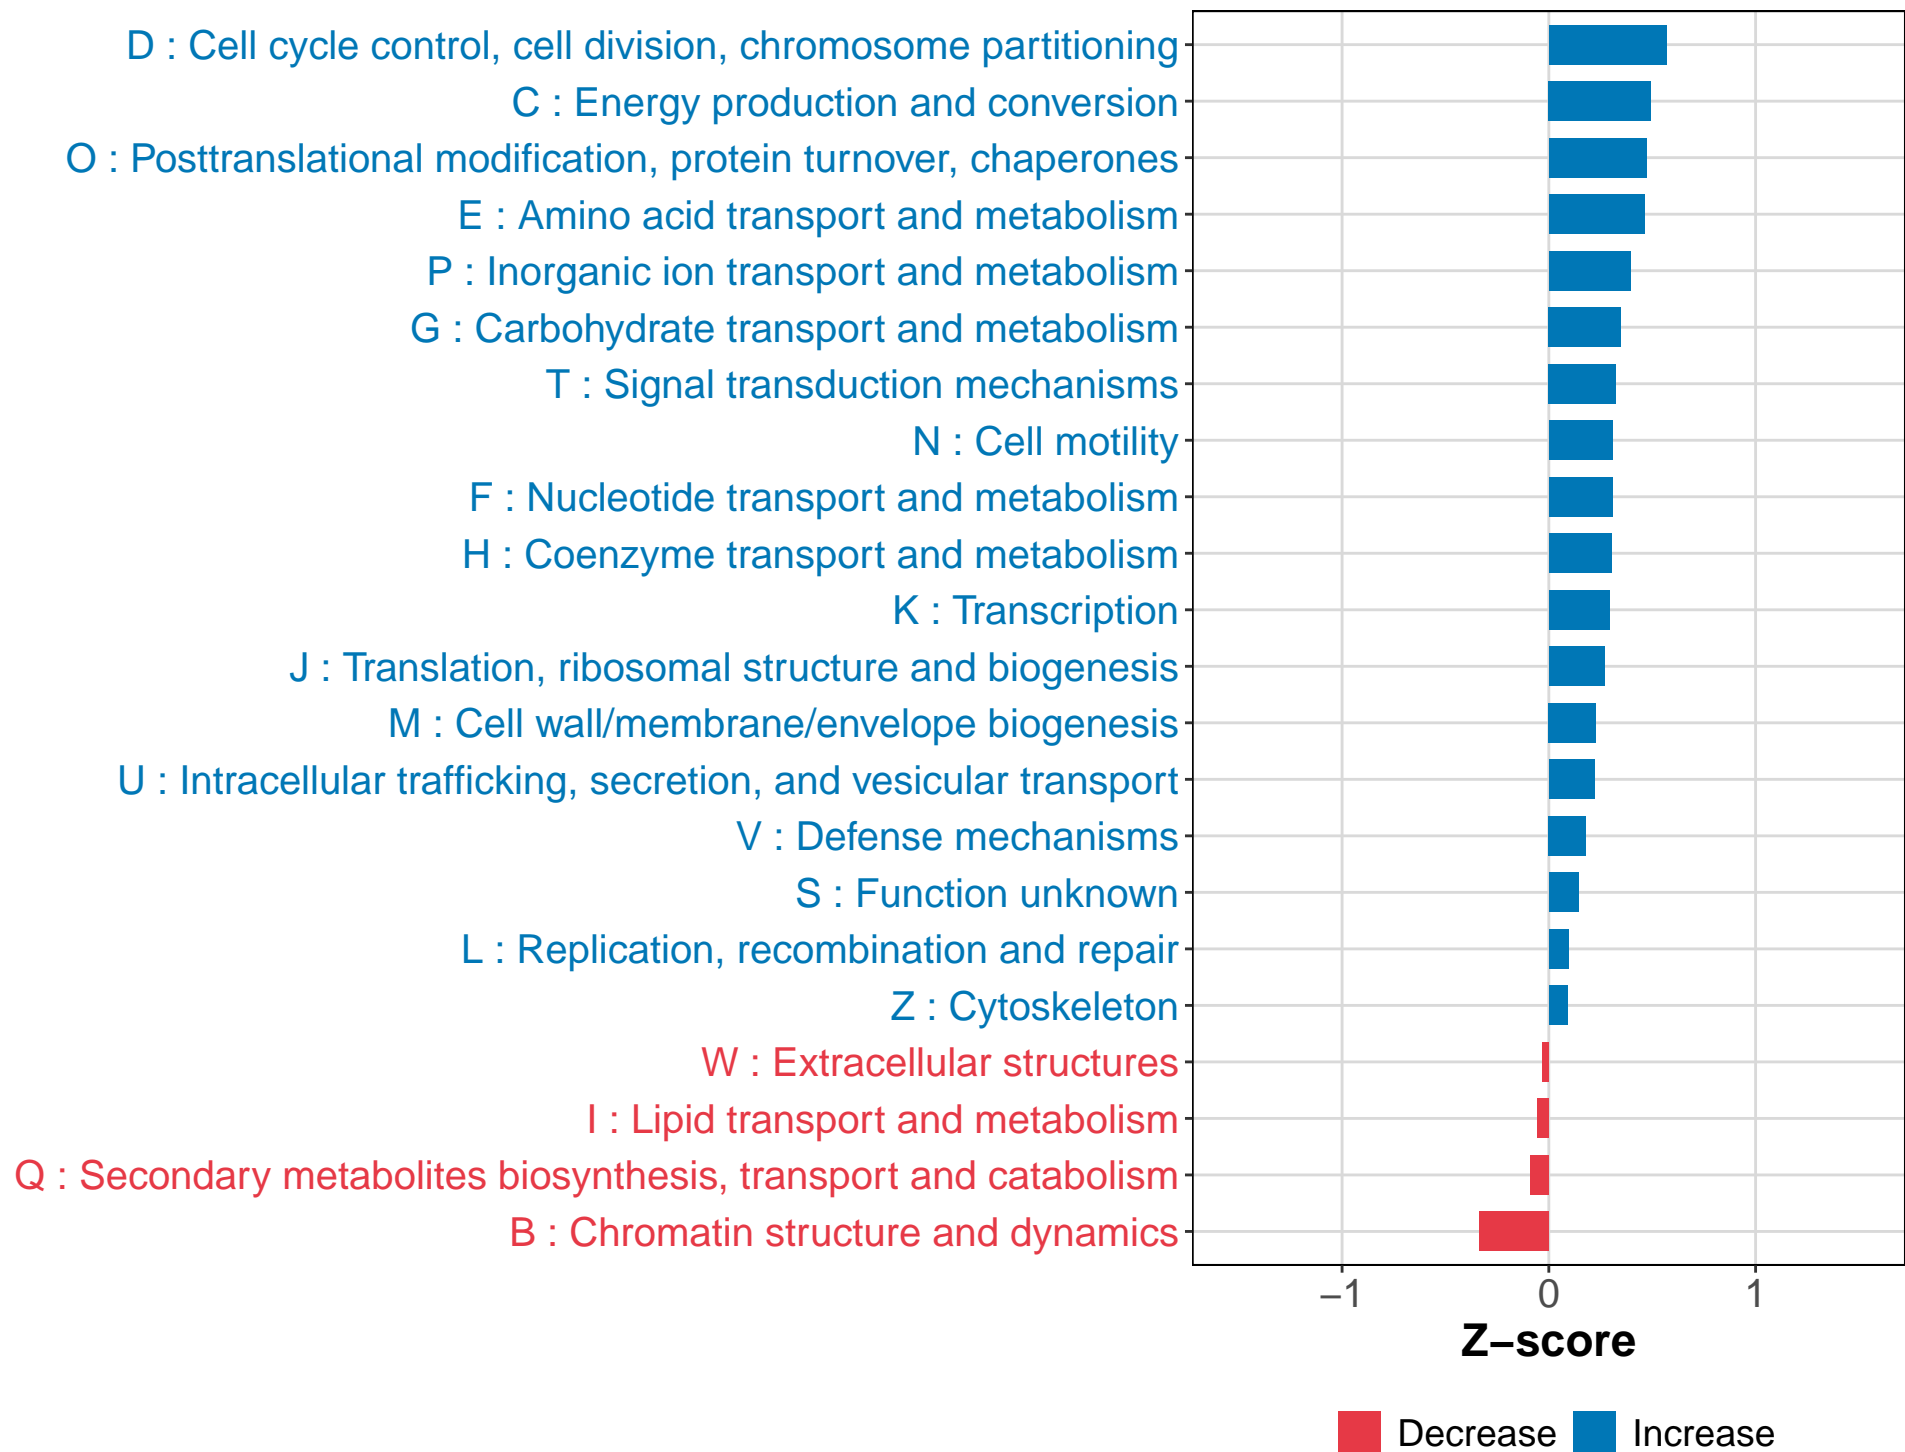 D : Cell cycle control, cell division, chromosome partitioning
C : Energy production and conversion
O : Posttranslational modification, protein turnover, chaperones
E : Amino acid transport and metabolism
P : Inorganic ion transport and metabolism
G : Carbohydrate transport and metabolism
T : Signal transduction mechanisms
N : Cell motility
F : Nucleotide transport and metabolism
H : Coenzyme transport and metabolism
K : Transcription
J : Translation, ribosomal structure and biogenesis
M : Cell wall/membrane/envelope biogenesis
U : Intracellular trafficking, secretion, and vesicular transport
V : Defense mechanisms
S : Function unknown
L : Replication, recombination and repair
Z : Cytoskeleton
W : Extracellular structures
I : Lipid transport and metabolism
Q : Secondary metabolites biosynthesis, transport and catabolism
B : Chromatin structure and dynamics
−1 0 1
Z−score
Decrease Increase